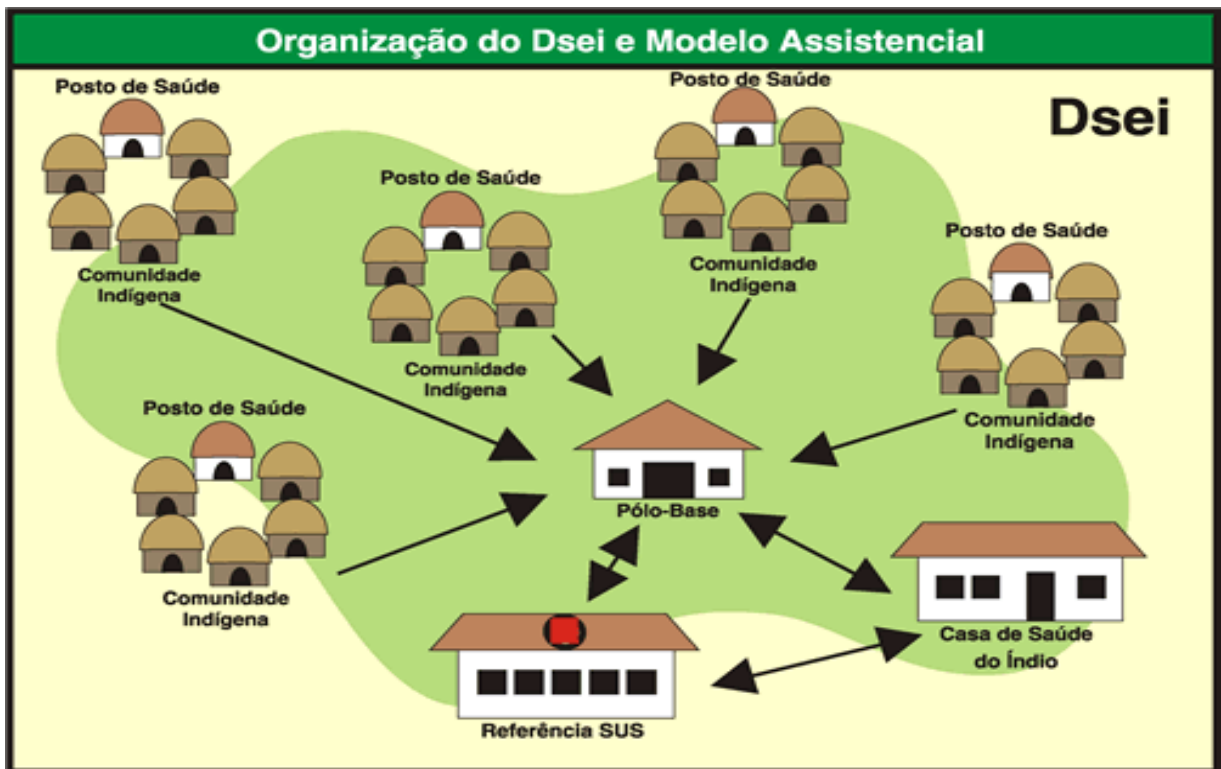 Organização do Dsei e Modelo Assistencial
Dsei
Posto de Saúde
Comunidade
Indígena
Posto de Saúde
Comunidade
Indígena
Posto de Saúde
Comunidade
Indígena
Posto de Saúde
Comunidade
Indígena
Posto de Saúde
Comunidade
Indígena
Pólo-Base
Casa de Saúde
do Índio
Referência SUS